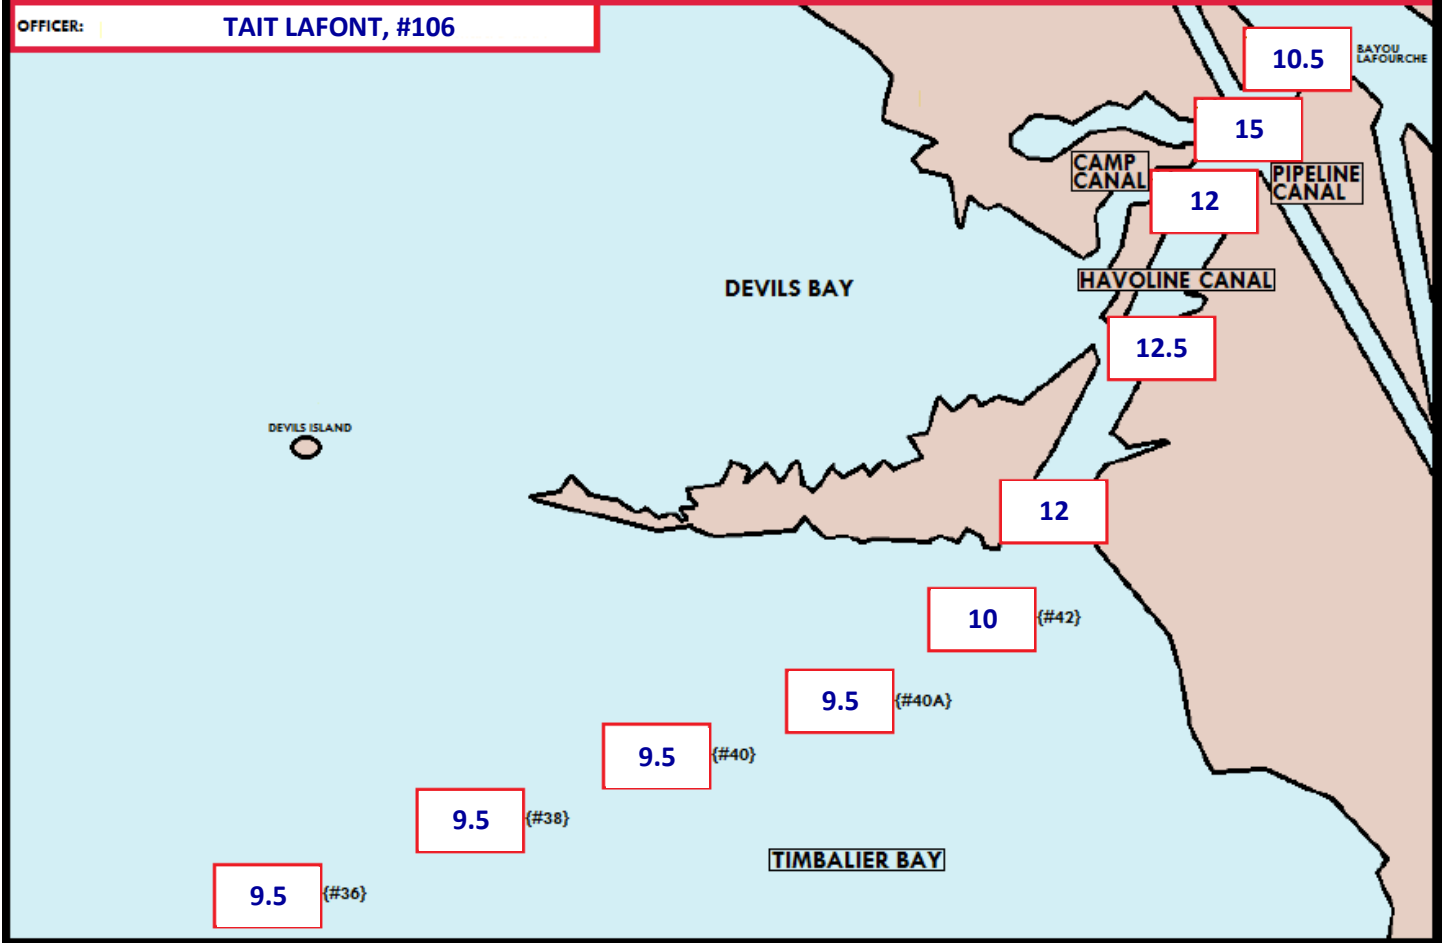 OFFICER: TAIT LAFONT, #106
10.5
BAYOU
LAFOURCHE
15
CAMP
CANAL
PIPELINE
CANAL
12
HAVOLINE CANAL
DEVILS BAY
12.5
DEVILS ISLAND
12
10 {#42}
9.5 {#40A}
9.5 {#40}
9.5 {#38}
TIMBALIER BAY
9.5 {#36}